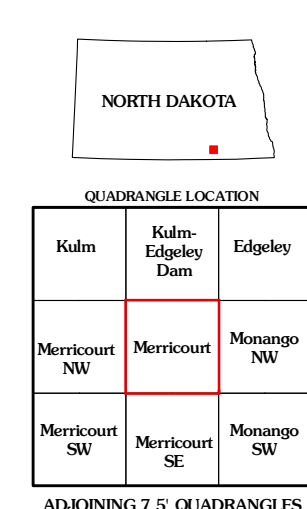 NORTH DAKOTA
QUADRANGLE LOCATION
Kulm
Kulm-
Edgeley
Dam
Edgeley
Merricourt
NW
Merricourt
Monango
NW
Merricourt
SW
Merricourt
SE
Monango
SW
ADJOINING 7.5' QUADRANGLES